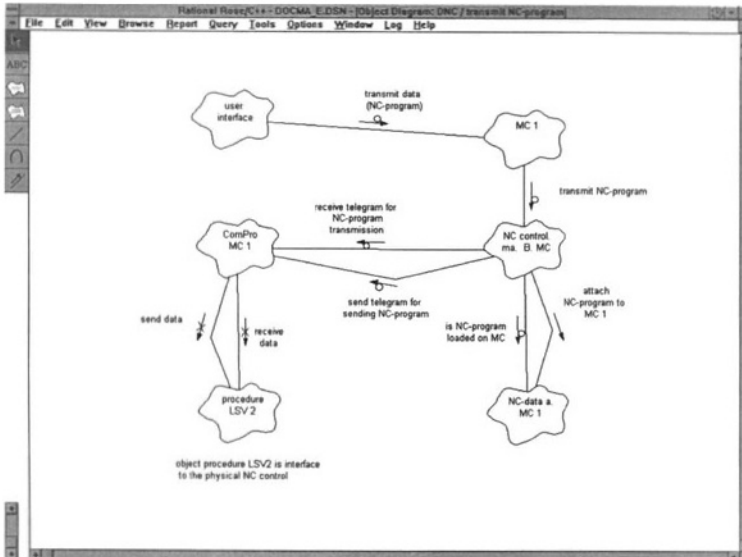 Rational Rose/C++ - DOCMA_E.DSN - [Object Diagram: DNC / transmit NC-program]
File Edit View Browse Report Query Tools Options Window Log Help
ABC
user
interface
transmit data
(NC-program)
MC 1
transmit NC-program
receive telegram for
NC-program
transmission
ComPro
MC 1
NC control.
ma. B. MC
send telegram for
sending NC-program
attach
NC-program to
MC 1
send data
receive
data
is NC-program
loaded on MC
procedure
LSV 2
NC-data a.
MC 1
object procedure LSV2 is interface
to the physical NC control